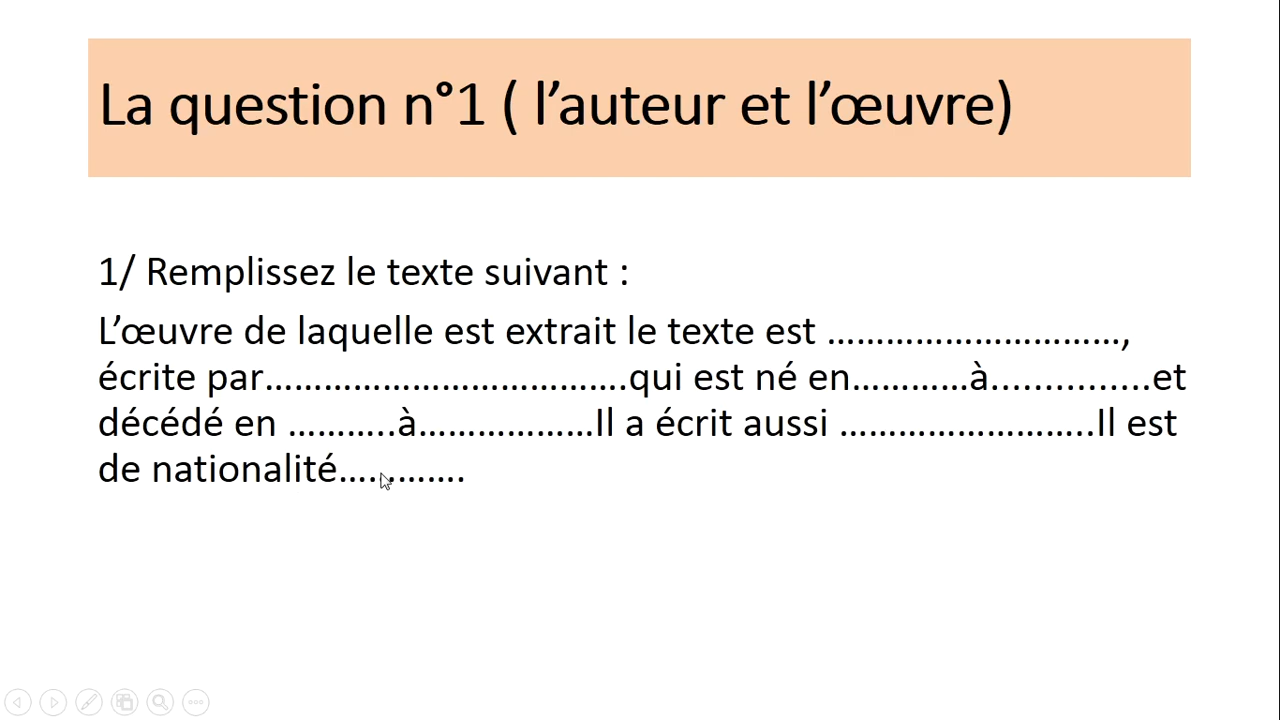 La question n°1 ( l’auteur et l’œuvre)
1/ Remplissez le texte suivant :
L’œuvre de laquelle est extrait le texte est …………………………,
écrite par……………………………….qui est né en…………à................et
décédé en ………..à………………Il a écrit aussi ……………………..Il est
de nationalité………….